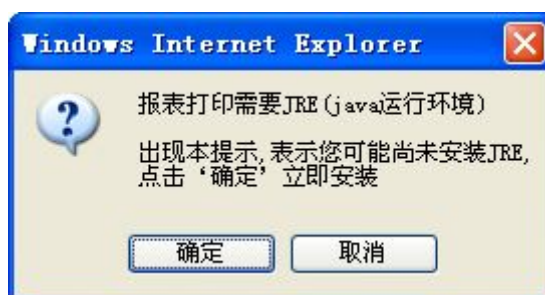 Windows Internet Explorer
报表打印需要JRE(java运行环境)
出现本提示,表示您可能尚未安装JRE,
点击‘确定’立即安装
确定
取消